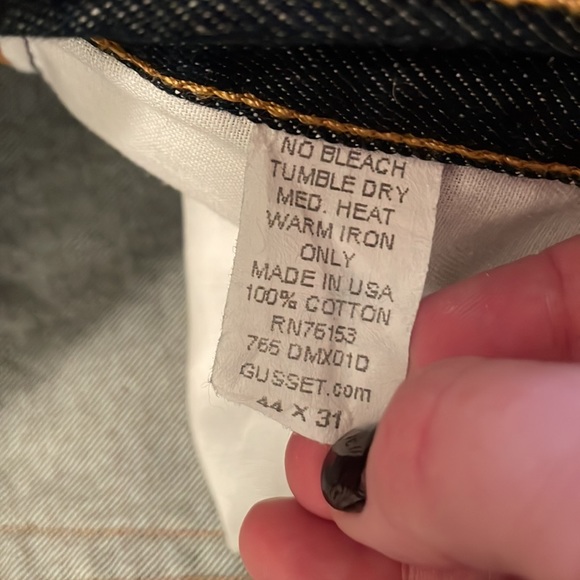 NO BLEACH
TUMBLE DRY
MED. HEAT
WARM IRON
ONLY
MADE IN USA
100% COTTON
RN76153
765 DMX01D
GUSSET.com
44 X 31